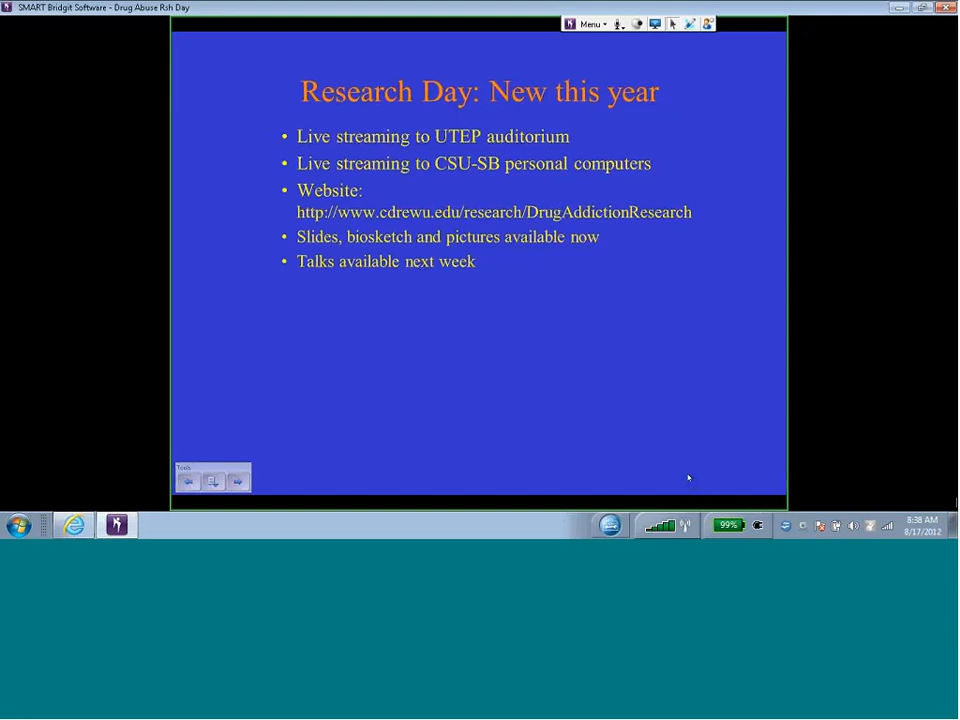 SMART Bridgit Software - Drug Abuse Rsh Day
Menu
Research Day: New this year
• Live streaming to UTEP auditorium
• Live streaming to CSU-SB personal computers
• Website:
http://www.cdrewu.edu/research/DrugAddictionResearch
• Slides, biosketch and pictures available now
• Talks available next week
Tools
99%
8:38 AM
8/17/2012